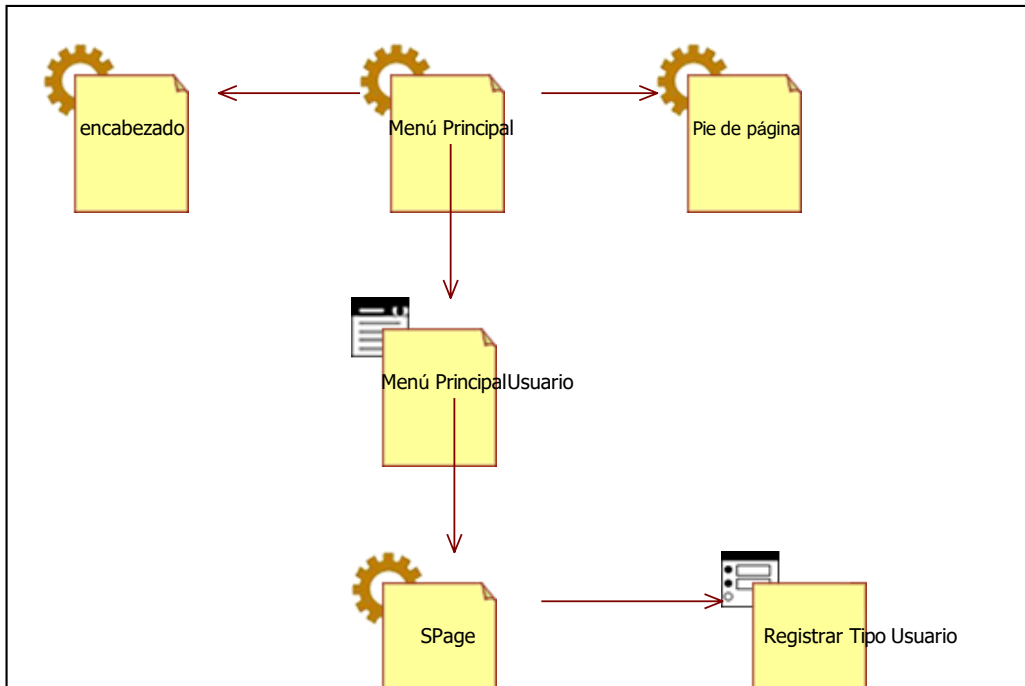 encabezado
Menú Principal
Pie de página
Menú PrincipalUsuario
SPage
Registrar Tipo Usuario